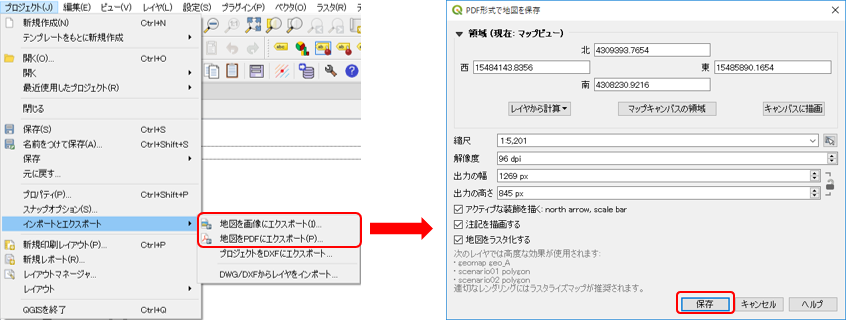 プロジェクト(J) 編集(E) ビュー(V) レイヤ(L) 設定(S) プラグイン(P) ベクタ(O) ラスタ(R)
新規作成(N) Ctrl+N
テンプレートをもとに新規作成
開く(O)... Ctrl+O
開く
最近使用したプロジェクト(R)
閉じる
保存(S) Ctrl+S
名前をつけて保存(A)... Ctrl+Shift+S
保存
元に戻す...
プロパティ(P)... Ctrl+Shift+P
スナップオプション(S)...
インポートとエクスポート
新規印刷レイアウト(P)... Ctrl+P
新規レポート(R)...
レイアウトマネージャ...
レイアウト
QGISを終了 Ctrl+Q
地図を画像にエクスポート(I)...
地図をPDFにエクスポート(P)...
プロジェクトをDXFにエクスポート...
DWG/DXFからレイヤをインポート...
PDF形式で地図を保存
領域 (現在: マップビュー)
北 4309393.7654
西 15484143.8356 東 15485890.1654
南 4308230.9216
レイヤから計算 マップキャンバスの領域 キャンバスに描画
縮尺 1:5,201
解像度 96 dpi
出力の幅 1269 px
出力の高さ 845 px
アクティブな装飾を描く: north arrow, scale bar
注記を描画する
地図をラスタ化する
次のレイヤでは高度な効果が使用されます:
・geomap geo_A
・scenario01 polygon
・scenario02 polygon
適切なレンダリングにはラスタライズマップが推奨されます。
保存 キャンセル ヘルプ